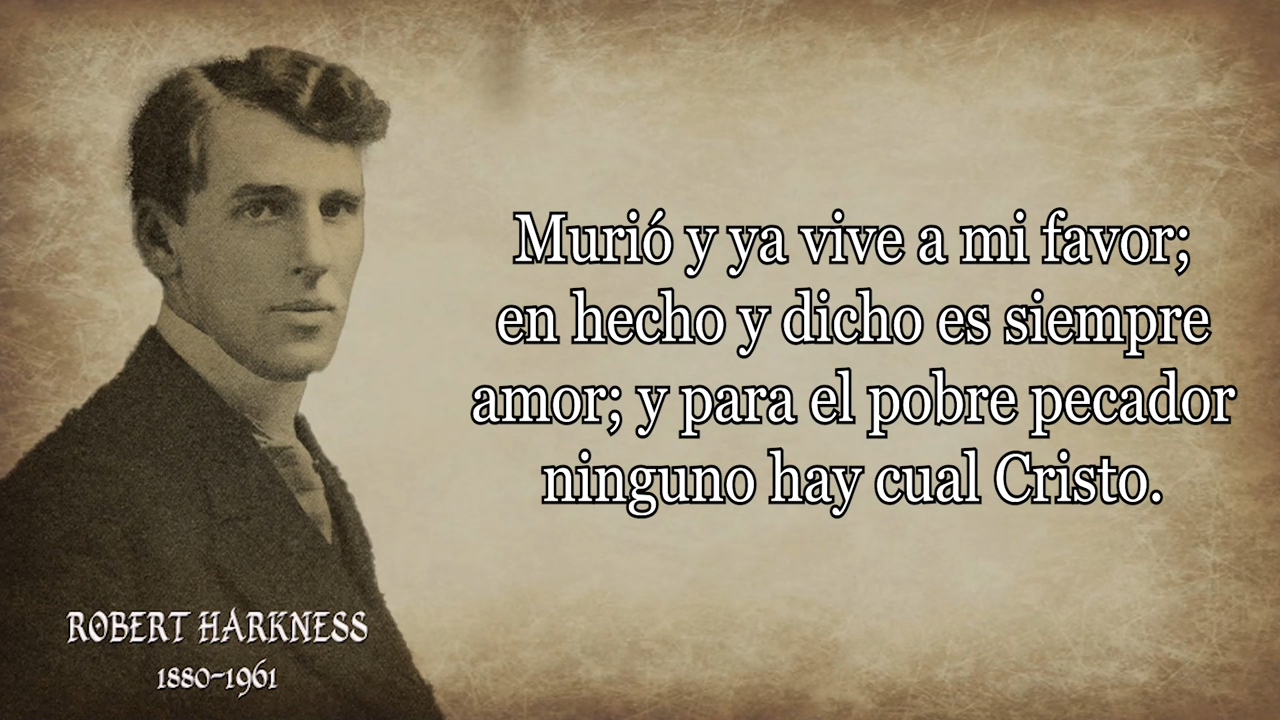 Murió y ya vive a mi favor;
en hecho y dicho es siempre
amor; y para el pobre pecador
ninguno hay cual Cristo.
ROBERT HARKNESS
1880-1961